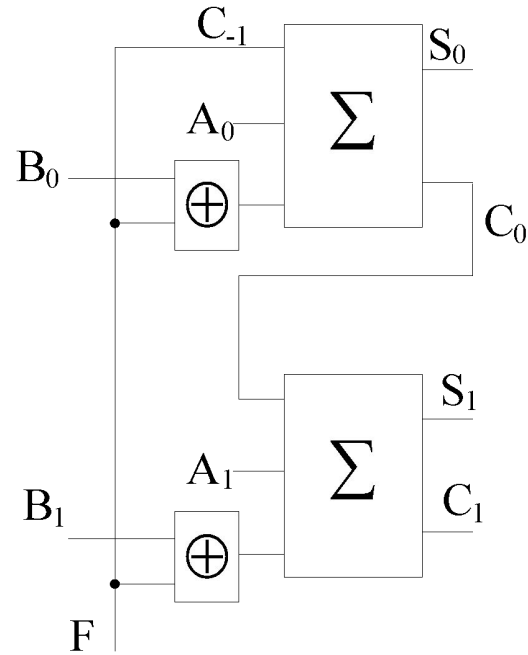 C₋₁
S₀
A₀
Σ
B₀
⊕
C₀
S₁
A₁
Σ
B₁
C₁
⊕
F